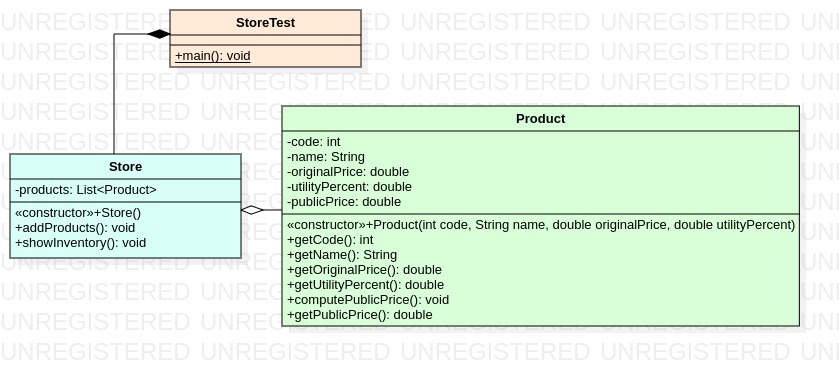 StoreTest
+main(): void
Product
-code: int
-name: String
-originalPrice: double
-utilityPercent: double
-publicPrice: double
«constructor»+Product(int code, String name, double originalPrice, double utilityPercent)
+getCode(): int
+getName(): String
+getOriginalPrice(): double
+getUtilityPercent(): double
+computePublicPrice(): void
+getPublicPrice(): double
Store
-products: List<Product>
«constructor»+Store()
+addProducts(): void
+showInventory(): void
UNREGISTERED UNREGISTERED UNREGISTERED UNREGISTERED UN